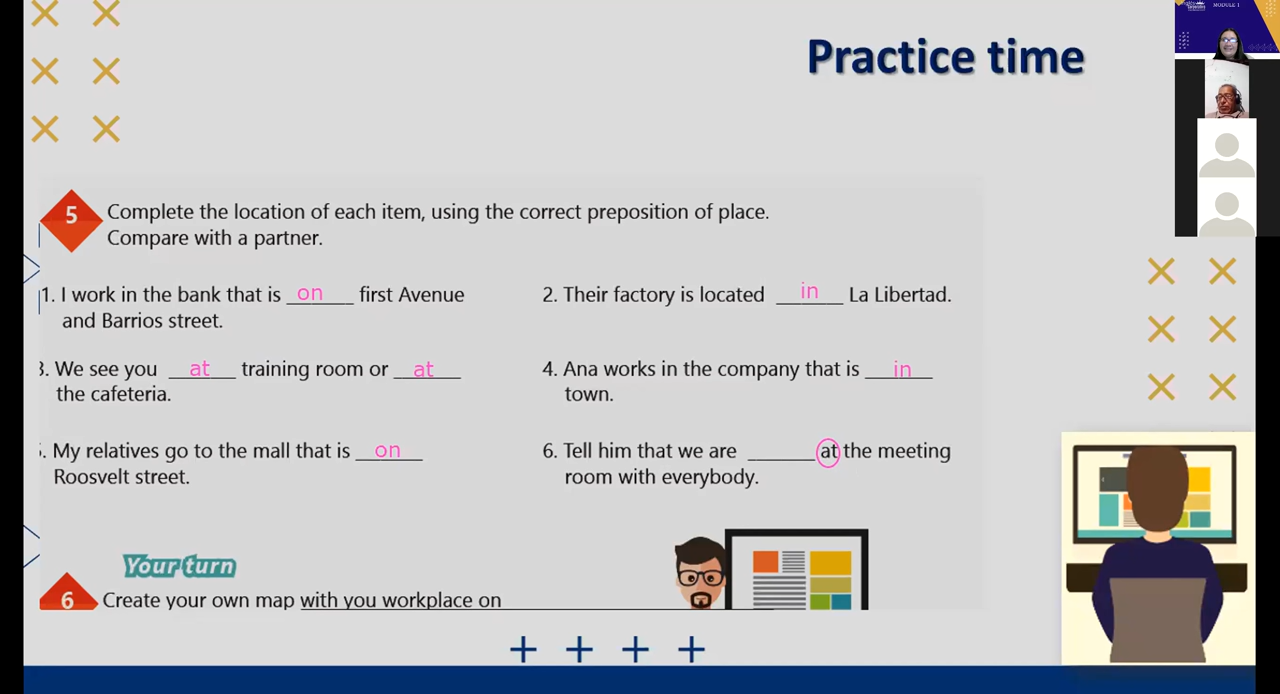 MODULE 1
Practice time
5
Complete the location of each item, using the correct preposition of place.
Compare with a partner.
1. I work in the bank that is on first Avenue
and Barrios street.
2. Their factory is located in La Libertad.
3. We see you at training room or at
the cafeteria.
4. Ana works in the company that is in
town.
. My relatives go to the mall that is on
Roosvelt street.
6. Tell him that we are ______ at the meeting
room with everybody.
Your turn
6
Create your own map with you workplace on